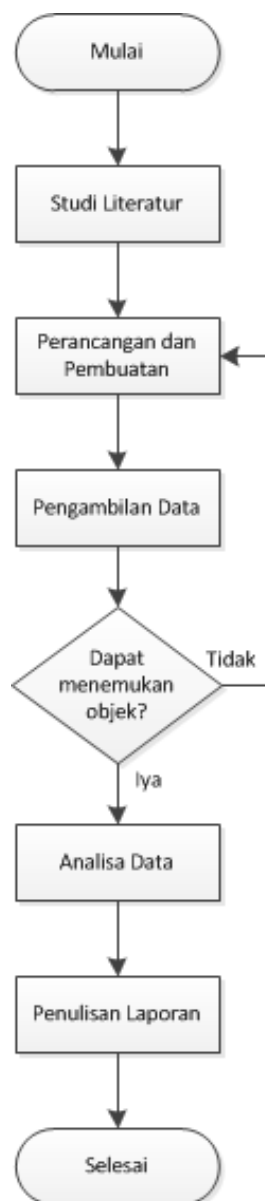 Mulai
Studi Literatur
Perancangan dan
Pembuatan
Pengambilan Data
Dapat
menemukan
objek?
Tidak
Iya
Analisa Data
Penulisan Laporan
Selesai